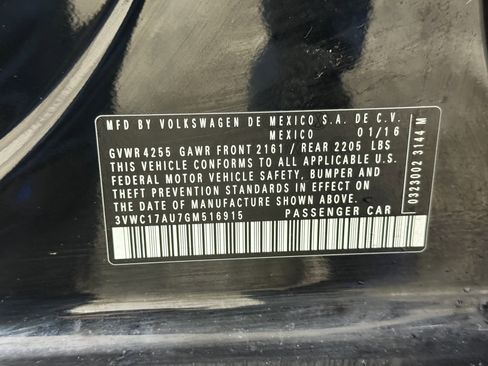 MFD BY VOLKSWAGEN DE MEXICO S.A. DE C.V.
MEXICO 01/16
GVWR 4255 GAWR FRONT 2161 / REAR 2205 LBS
THIS VEHICLE CONFORMS TO ALL APPLICABLE
FEDERAL MOTOR VEHICLE SAFETY, BUMPER AND
THEFT PREVENTION STANDARDS IN EFFECT ON
THE DATE OF MANUFACTURE SHOWN ABOVE.
3VWC17AU7GM516915 PASSENGER CAR
0323002 3144 M